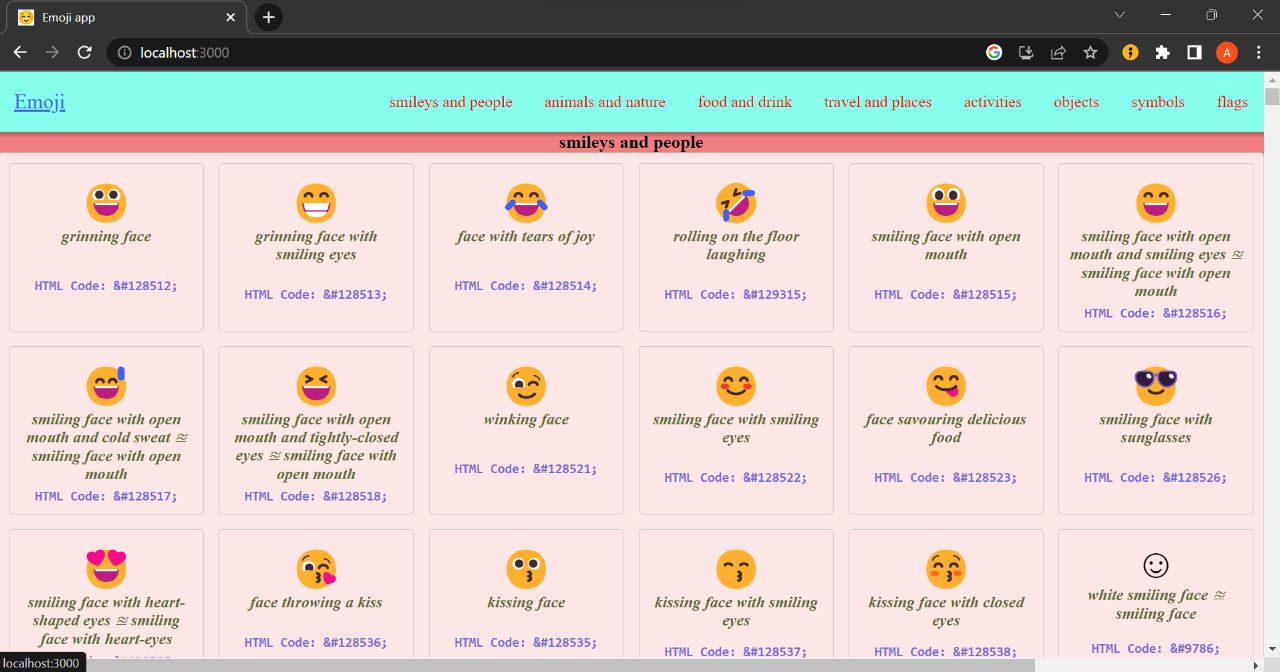 Emoji app
localhost:3000
A
Emoji
smileys and people
animals and nature
food and drink
travel and places
activities
objects
symbols
flags
smileys and people
grinning face
HTML Code: &#128512;
grinning face with
smiling eyes
HTML Code: &#128513;
face with tears of joy
HTML Code: &#128514;
rolling on the floor
laughing
HTML Code: &#129315;
smiling face with open
mouth
HTML Code: &#128515;
smiling face with open
mouth and smiling eyes ≊
smiling face with open
mouth
HTML Code: &#128516;
smiling face with open
mouth and cold sweat ≊
smiling face with open
mouth
HTML Code: &#128517;
smiling face with open
mouth and tightly-closed
eyes ≊ smiling face with
open mouth
HTML Code: &#128518;
winking face
HTML Code: &#128521;
smiling face with smiling
eyes
HTML Code: &#128522;
face savouring delicious
food
HTML Code: &#128523;
smiling face with
sunglasses
HTML Code: &#128526;
smiling face with heart-
shaped eyes ≊ smiling
face with heart-eyes
face throwing a kiss
HTML Code: &#128536;
kissing face
HTML Code: &#128535;
kissing face with smiling
eyes
HTML Code: &#128537;
kissing face with closed
eyes
HTML Code: &#128538;
white smiling face ≊
smiling face
HTML Code: &#9786;
localhost:3000